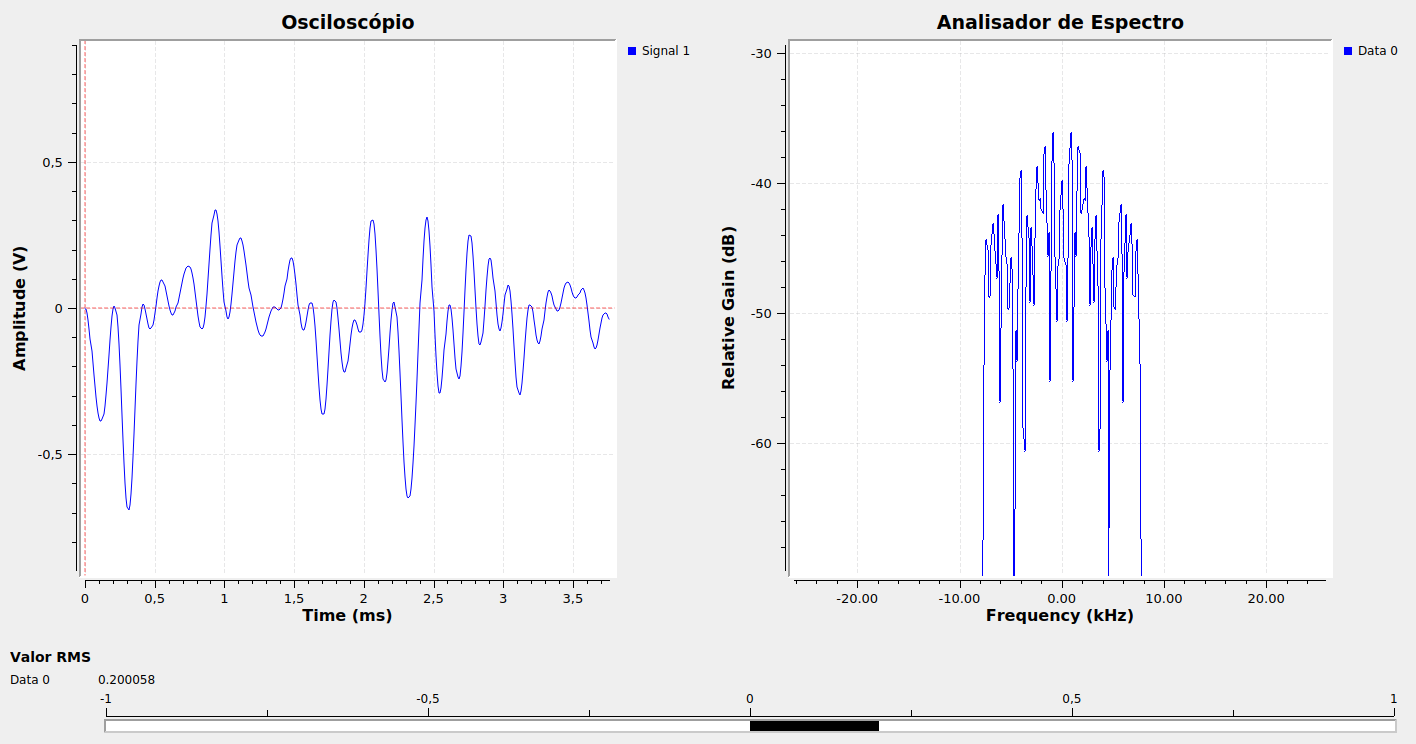 Osciloscópio
Signal 1
0,5
0
-0,5
Amplitude (V)
0 0,5 1 1,5 2 2,5 3 3,5
Time (ms)
Analisador de Espectro
Data 0
-30
-40
-50
-60
Relative Gain (dB)
-20.00 -10.00 0.00 10.00 20.00
Frequency (kHz)
Valor RMS
Data 0 0.200058
-1 -0,5 0 0,5 1